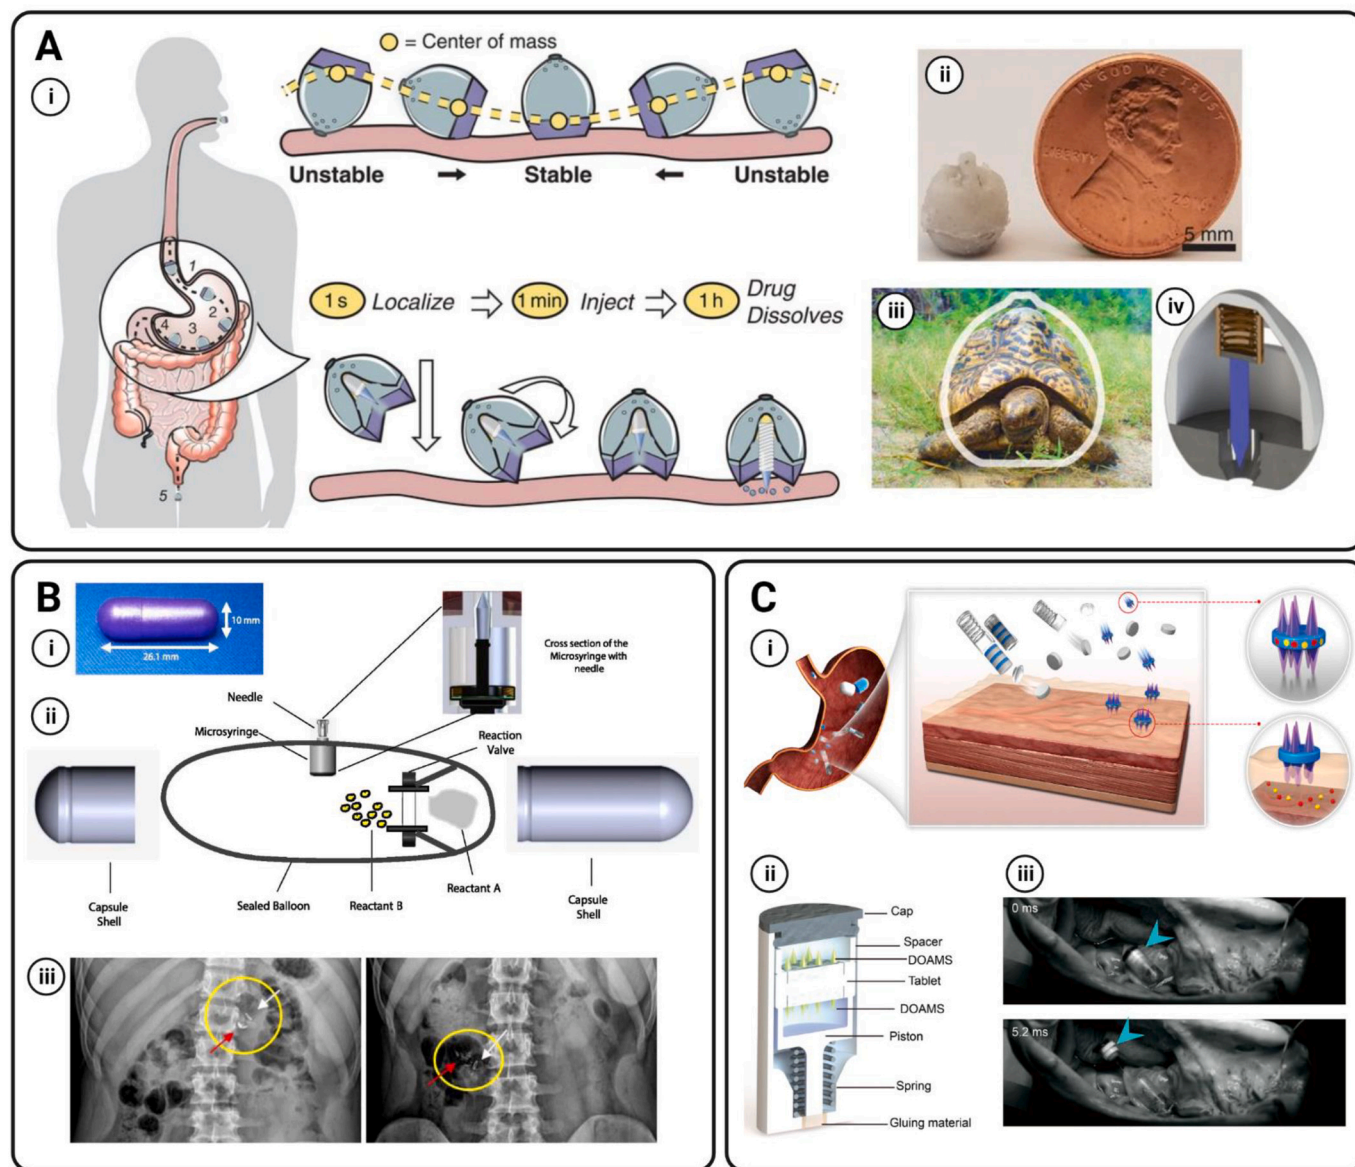 A
i
= Center of mass
Unstable
Stable
Unstable
1
2
3
4
5
1 s
Localize
1 min
Inject
1 h
Drug
Dissolves
ii
IN GOD WE TRUST
LIBERTY
5 mm
iii
iv
B
i
10 mm
26.1 mm
Cross section of the
Microsyringe with
needle
ii
Needle
Microsyringe
Reaction
Valve
Capsule
Shell
Sealed Balloon
Reactant B
Reactant A
Capsule
Shell
iii
C
i
ii
Cap
Spacer
DOAMS
Tablet
DOAMS
Piston
Spring
Gluing material
iii
0 ms
5.2 ms